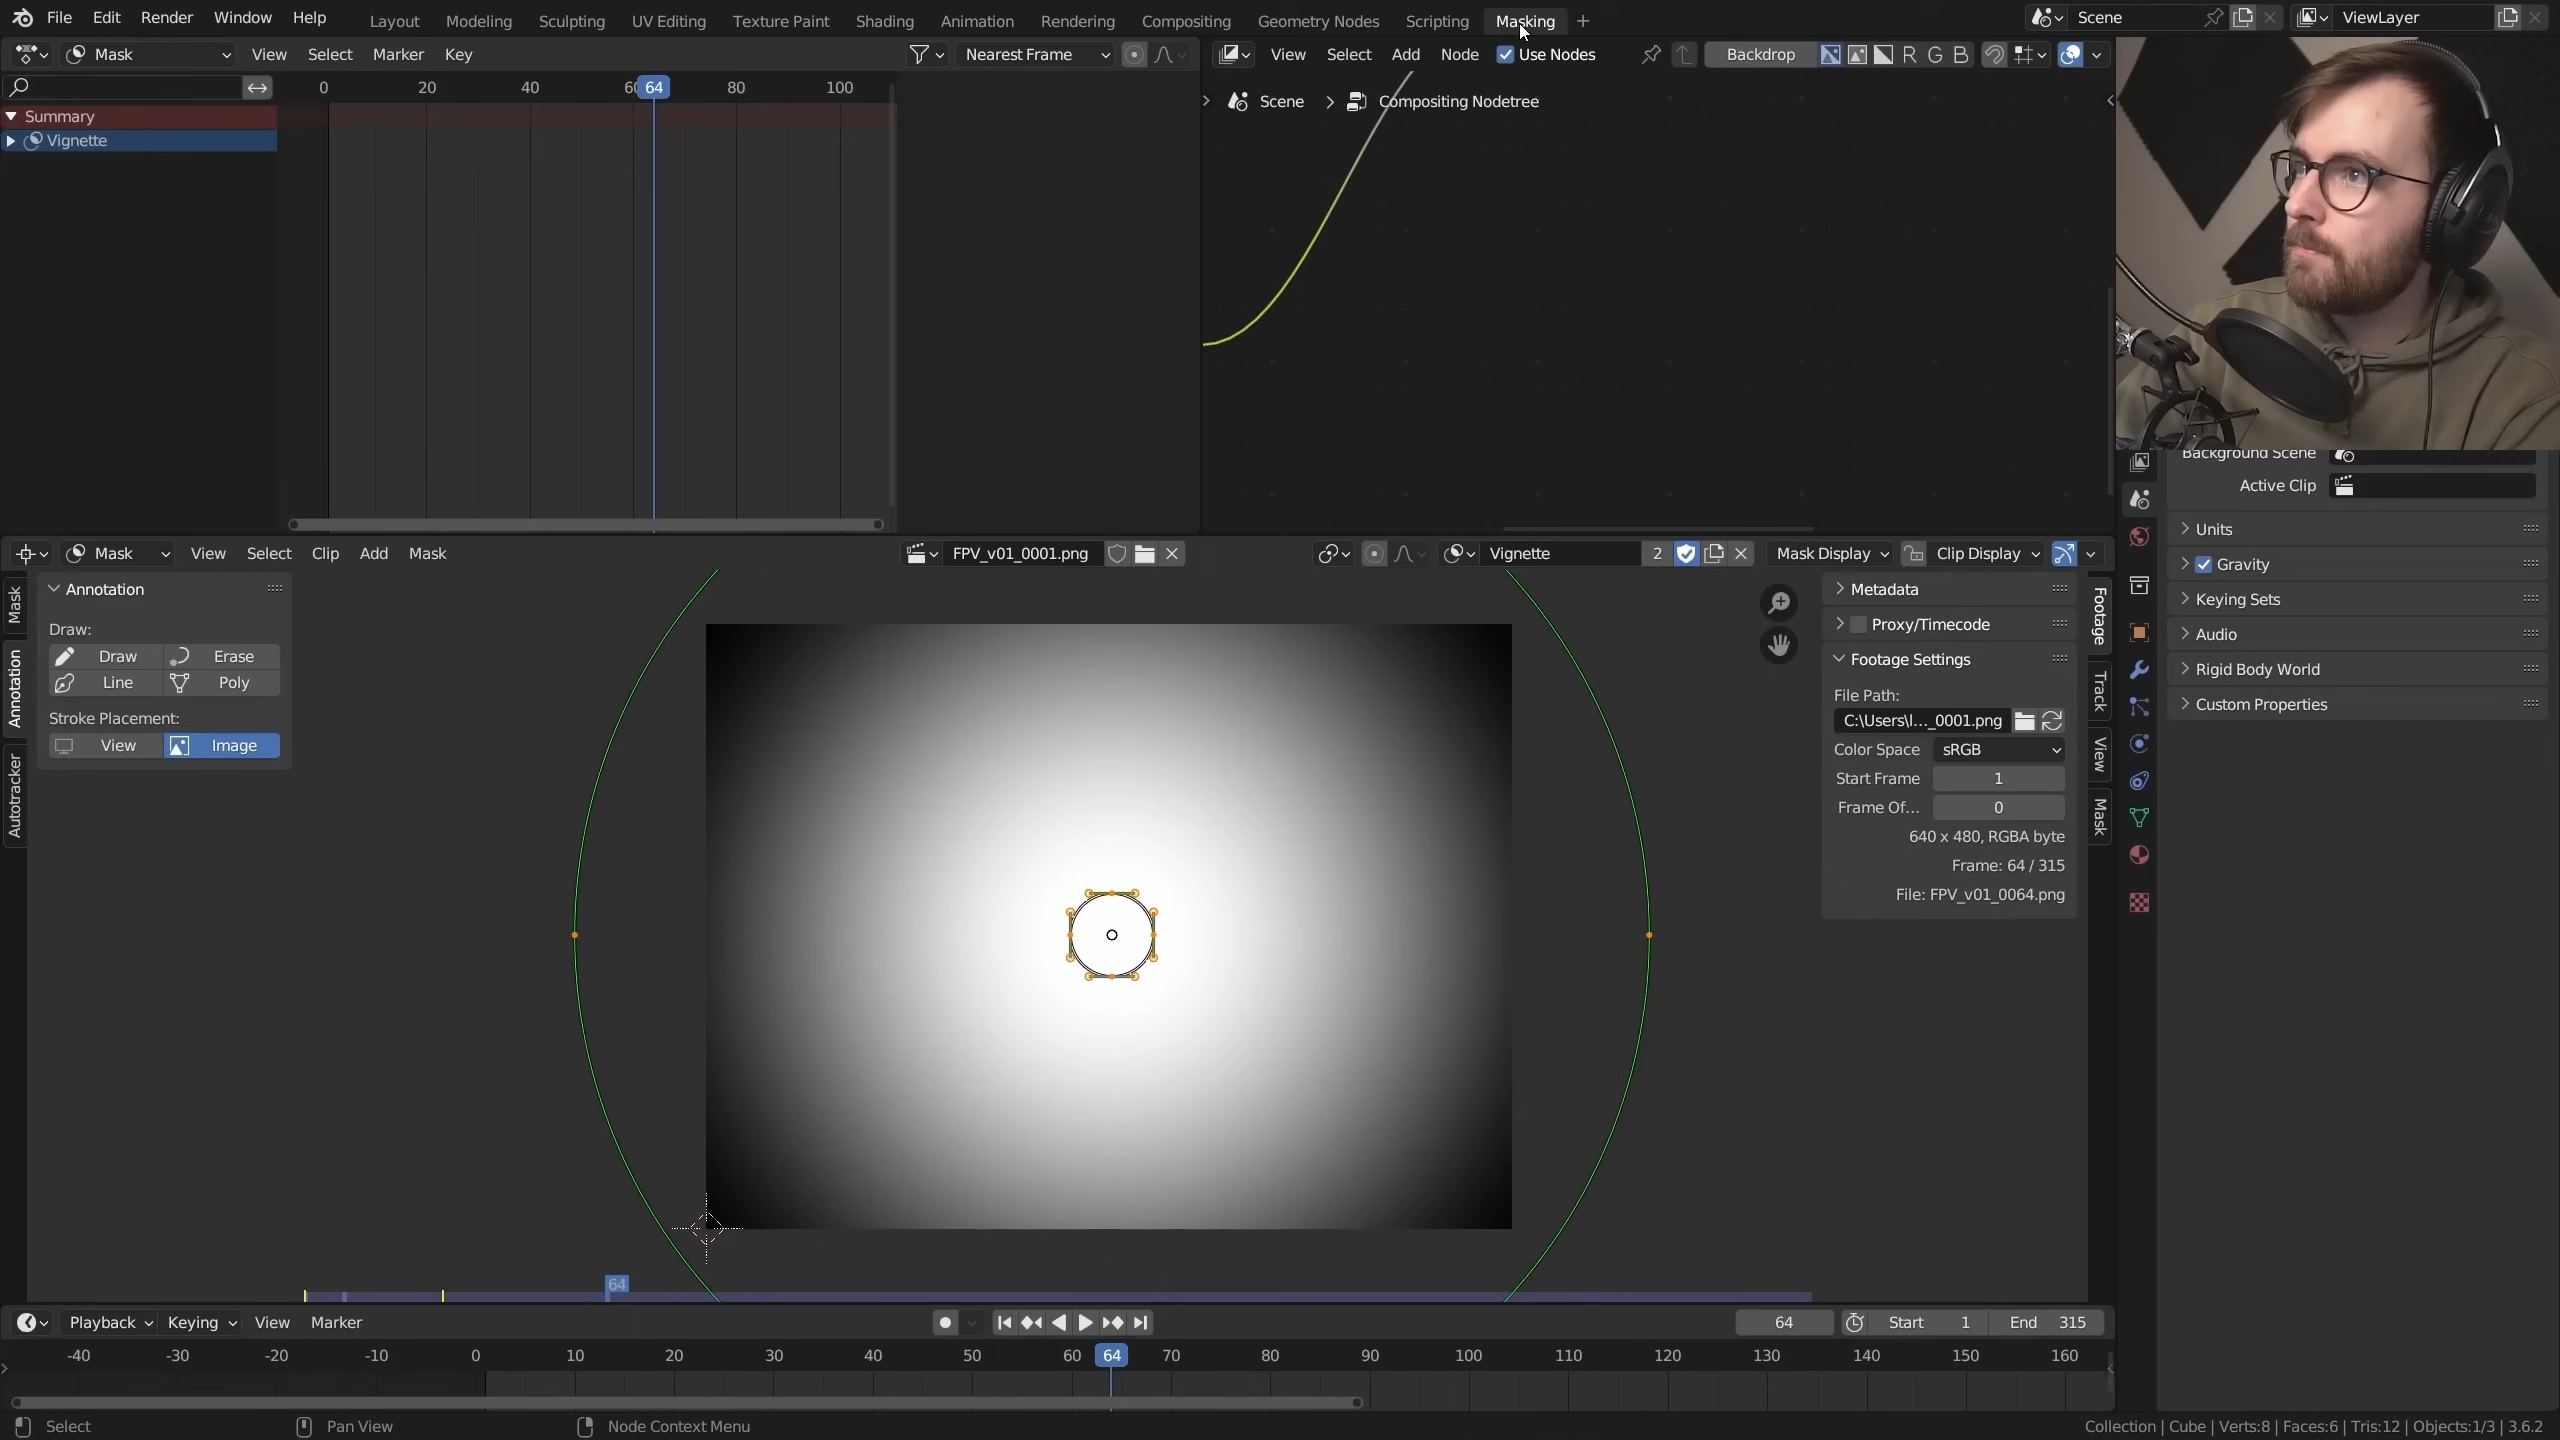 File Edit Render Window Help Layout Modeling Sculpting UV Editing Texture Paint Shading Animation Rendering Compositing Geometry Nodes Scripting Masking + Scene ViewLayer
Mask View Select Marker Key Nearest Frame
View Select Add Node Use Nodes Backdrop R G B
0 20 40 60 64 80 100
Scene > Compositing Nodetree
Summary
Vignette
Background Scene
Active Clip
Units
Gravity
Keying Sets
Audio
Rigid Body World
Custom Properties
Mask View Select Clip Add Mask FPV_v01_0001.png Vignette 2 Mask Display Clip Display
Mask
Annotation
Autotracker
Annotation
Draw:
Draw Erase
Line Poly
Stroke Placement:
View Image
Metadata
Proxy/Timecode
Footage Settings
File Path:
C:\Users\l..._0001.png
Color Space sRGB
Start Frame 1
Frame Of... 0
640 x 480, RGBA byte
Frame: 64 / 315
File: FPV_v01_0064.png
Footage
Track
View
Mask
64
Playback Keying View Marker 64 Start 1 End 315
-40 -30 -20 -10 0 10 20 30 40 50 60 64 70 80 90 100 110 120 130 140 150 160
Select Pan View Node Context Menu Collection | Cube | Verts:8 | Faces:6 | Tris:12 | Objects:1/3 | 3.6.2